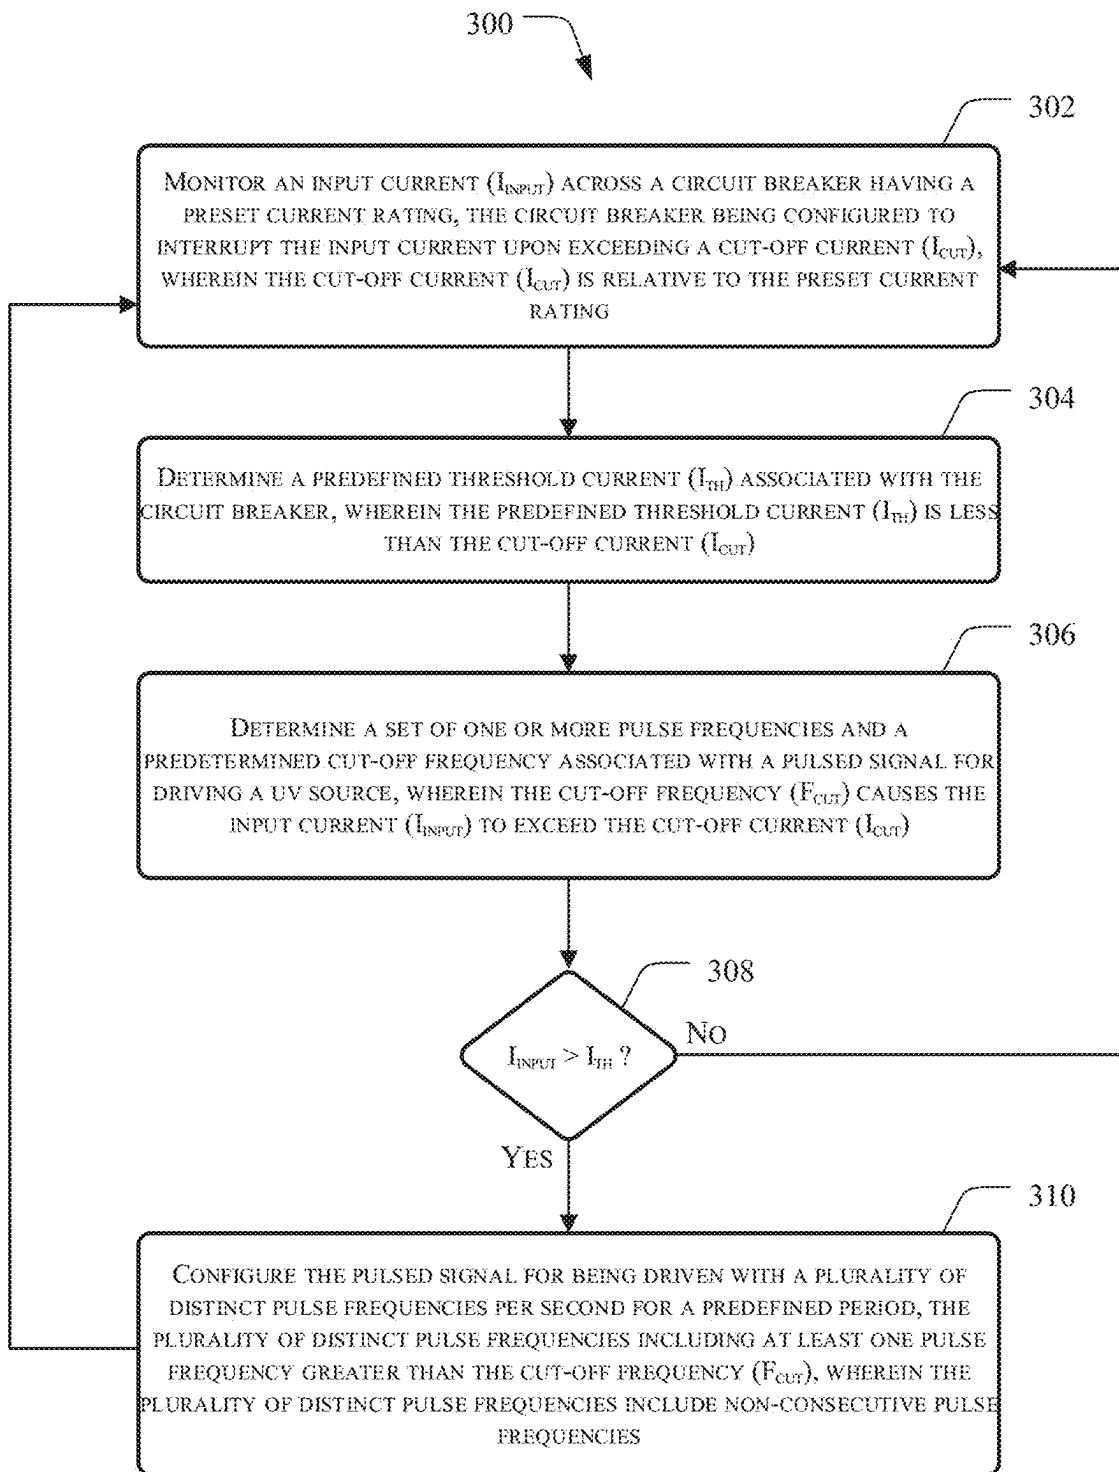 300
302
MONITOR AN INPUT CURRENT (I_INPUT) ACROSS A CIRCUIT BREAKER HAVING A
PRESET CURRENT RATING, THE CIRCUIT BREAKER BEING CONFIGURED TO
INTERRUPT THE INPUT CURRENT UPON EXCEEDING A CUT-OFF CURRENT (I_CUT),
WHEREIN THE CUT-OFF CURRENT (I_CUT) IS RELATIVE TO THE PRESET CURRENT
RATING
304
DETERMINE A PREDEFINED THRESHOLD CURRENT (I_TH) ASSOCIATED WITH THE
CIRCUIT BREAKER, WHEREIN THE PREDEFINED THRESHOLD CURRENT (I_TH) IS LESS
THAN THE CUT-OFF CURRENT (I_CUT)
306
DETERMINE A SET OF ONE OR MORE PULSE FREQUENCIES AND A
PREDETERMINED CUT-OFF FREQUENCY ASSOCIATED WITH A PULSED SIGNAL FOR
DRIVING A UV SOURCE, WHEREIN THE CUT-OFF FREQUENCY (F_CUT) CAUSES THE
INPUT CURRENT (I_INPUT) TO EXCEED THE CUT-OFF CURRENT (I_CUT)
308
I_INPUT > I_TH ?
NO
YES
310
CONFIGURE THE PULSED SIGNAL FOR BEING DRIVEN WITH A PLURALITY OF
DISTINCT PULSE FREQUENCIES PER SECOND FOR A PREDEFINED PERIOD, THE
PLURALITY OF DISTINCT PULSE FREQUENCIES INCLUDING AT LEAST ONE PULSE
FREQUENCY GREATER THAN THE CUT-OFF FREQUENCY (F_CUT), WHEREIN THE
PLURALITY OF DISTINCT PULSE FREQUENCIES INCLUDE NON-CONSECUTIVE PULSE
FREQUENCIES